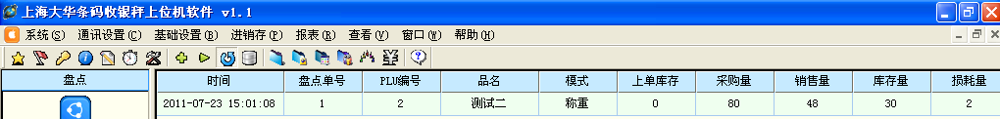 上海大华条码收银秤上位机软件 v1.1
系统(S) 通讯设置(C) 基础设置(B) 进销存(F) 报表(R) 查看(V) 窗口(W) 帮助(H)
盘点 时间 盘点单号 PLU编号 品名 模式 上单库存 采购量 销售量 库存量 损耗量
2011-07-23 15:01:08 1 2 测试二 称重 0 80 48 30 2